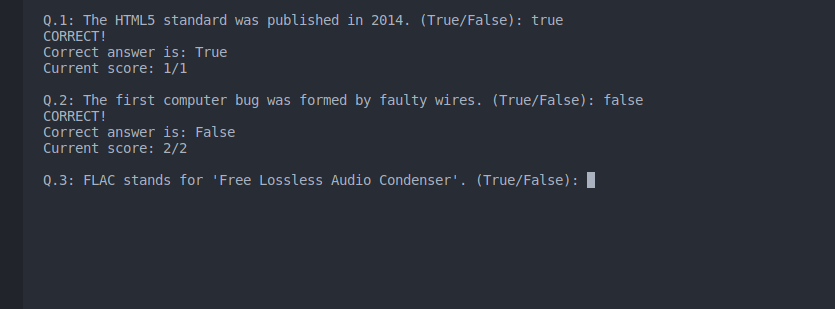 Q.1: The HTML5 standard was published in 2014. (True/False): true
CORRECT!
Correct answer is: True
Current score: 1/1
Q.2: The first computer bug was formed by faulty wires. (True/False): false
CORRECT!
Correct answer is: False
Current score: 2/2
Q.3: FLAC stands for 'Free Lossless Audio Condenser'. (True/False):